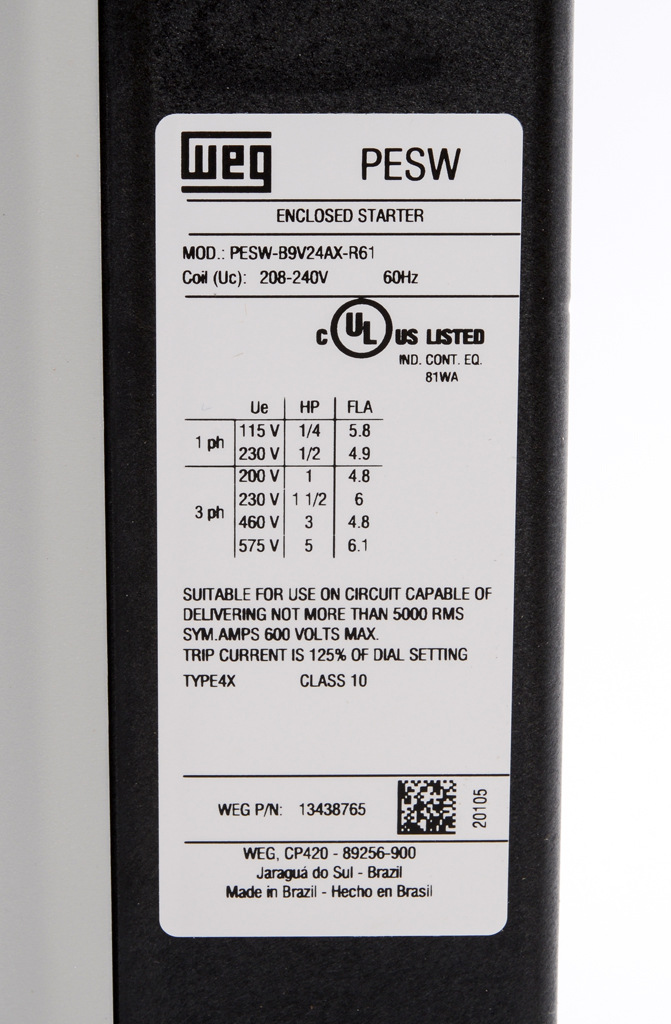 weg PESW
ENCLOSED STARTER
MOD.: PESW-B9V24AX-R61
Coil (Uc): 208-240V 60Hz
C UL US LISTED
IND. CONT. EQ.
81WA
Ue HP FLA
1 ph 115 V 1/4 5.8
230 V 1/2 4.9
3 ph 200 V 1 4.8
230 V 1 1/2 6
460 V 3 4.8
575 V 5 6.1
SUITABLE FOR USE ON CIRCUIT CAPABLE OF
DELIVERING NOT MORE THAN 5000 RMS
SYM.AMPS 600 VOLTS MAX.
TRIP CURRENT IS 125% OF DIAL SETTING
TYPE4X CLASS 10
WEG P/N: 13438765 20105
WEG, CP420 - 89256-900
Jaraguá do Sul - Brazil
Made in Brazil - Hecho en Brasil